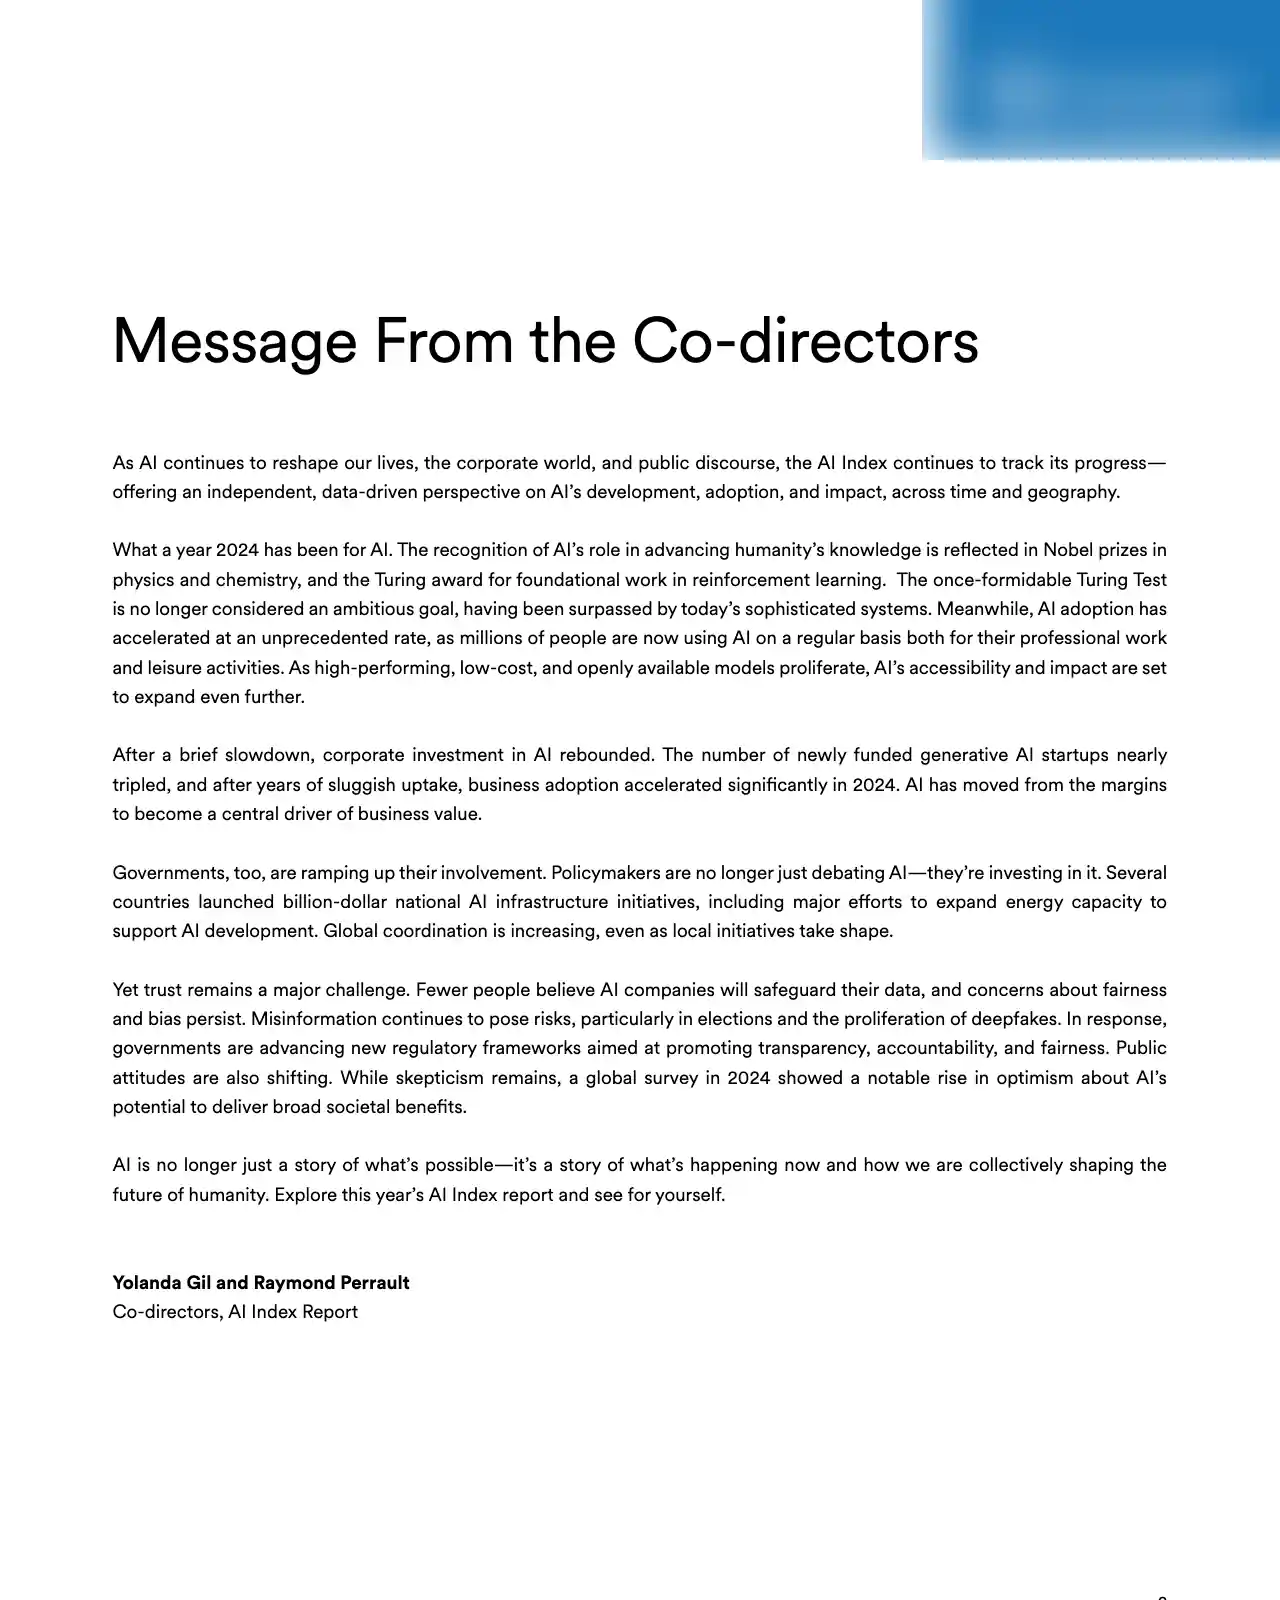 Message From the Co-directors
As AI continues to reshape our lives, the corporate world, and public discourse, the AI Index continues to track its progress—
offering an independent, data-driven perspective on AI’s development, adoption, and impact, across time and geography.
What a year 2024 has been for AI. The recognition of AI’s role in advancing humanity’s knowledge is reflected in Nobel prizes in
physics and chemistry, and the Turing award for foundational work in reinforcement learning.  The once-formidable Turing Test
is no longer considered an ambitious goal, having been surpassed by today’s sophisticated systems. Meanwhile, AI adoption has
accelerated at an unprecedented rate, as millions of people are now using AI on a regular basis both for their professional work
and leisure activities. As high-performing, low-cost, and openly available models proliferate, AI’s accessibility and impact are set
to expand even further.
After a brief slowdown, corporate investment in AI rebounded. The number of newly funded generative AI startups nearly
tripled, and after years of sluggish uptake, business adoption accelerated significantly in 2024. AI has moved from the margins
to become a central driver of business value.
Governments, too, are ramping up their involvement. Policymakers are no longer just debating AI—they’re investing in it. Several
countries launched billion-dollar national AI infrastructure initiatives, including major efforts to expand energy capacity to
support AI development. Global coordination is increasing, even as local initiatives take shape.
Yet trust remains a major challenge. Fewer people believe AI companies will safeguard their data, and concerns about fairness
and bias persist. Misinformation continues to pose risks, particularly in elections and the proliferation of deepfakes. In response,
governments are advancing new regulatory frameworks aimed at promoting transparency, accountability, and fairness. Public
attitudes are also shifting. While skepticism remains, a global survey in 2024 showed a notable rise in optimism about AI’s
potential to deliver broad societal benefits.
AI is no longer just a story of what’s possible—it’s a story of what’s happening now and how we are collectively shaping the
future of humanity. Explore this year’s AI Index report and see for yourself.
Yolanda Gil and Raymond Perrault
Co-directors, AI Index Report